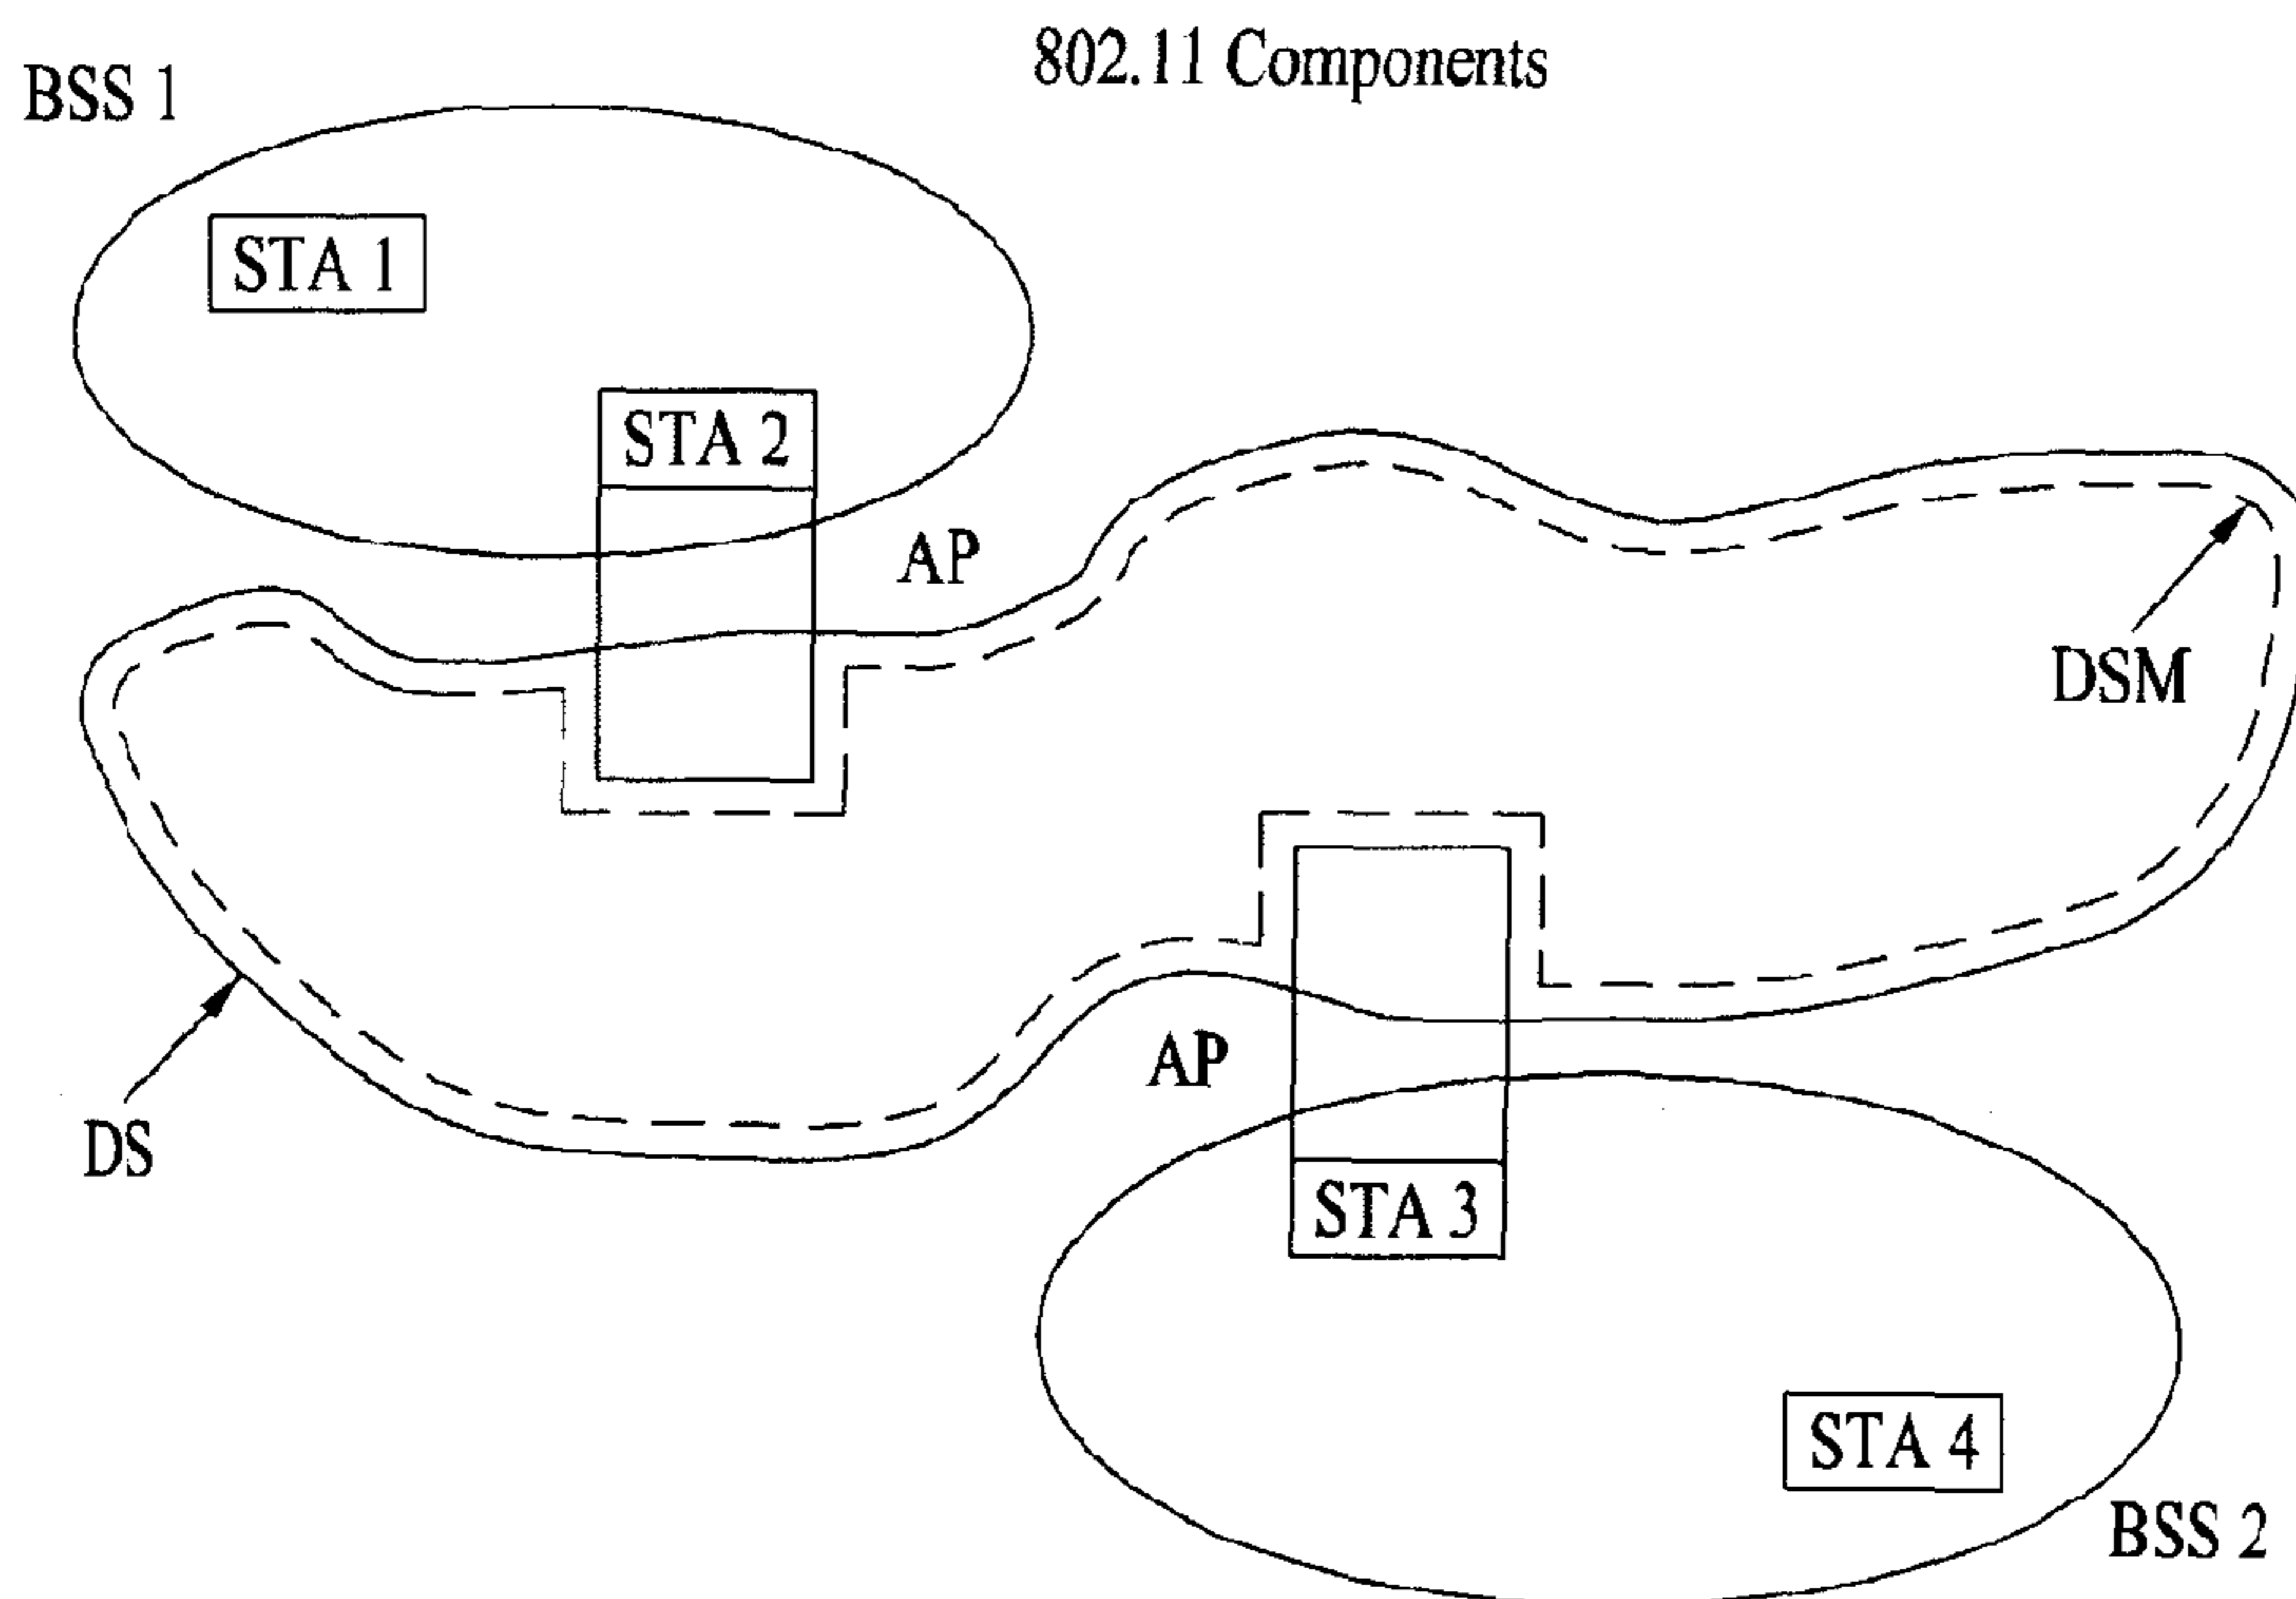 802.11 Components
BSS 1
STA 1
STA 2
AP
DSM
AP
DS
STA 3
STA 4
BSS 2